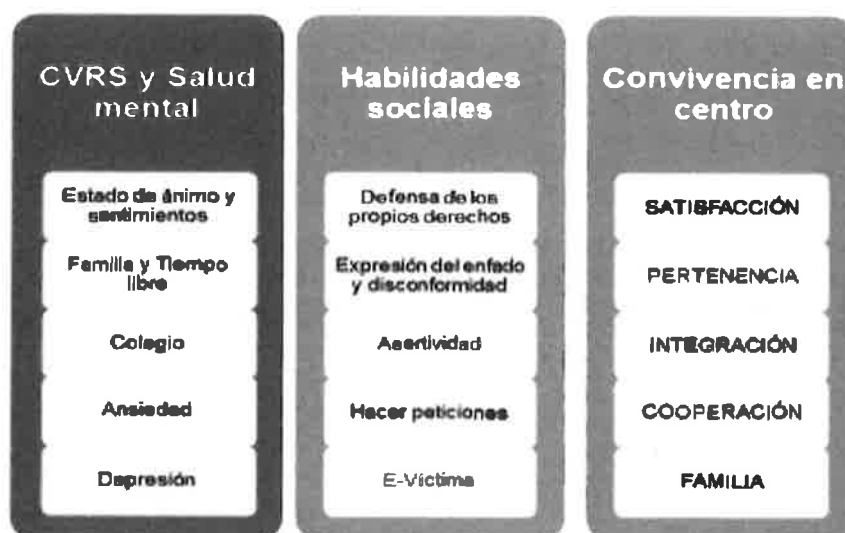 CVRS y Salud
mental
Estado de ánimo y
sentimientos
Familia y Tiempo
libre
Colegio
Ansiedad
Depresión
Habilidades
sociales
Defensa de los
propios derechos
Expresión del enfado
y disconformidad
Asertividad
Hacer peticiones
E-Víctima
Convivencia en
centro
SATISFACCIÓN
PERTENENCIA
INTEGRACIÓN
COOPERACIÓN
FAMILIA